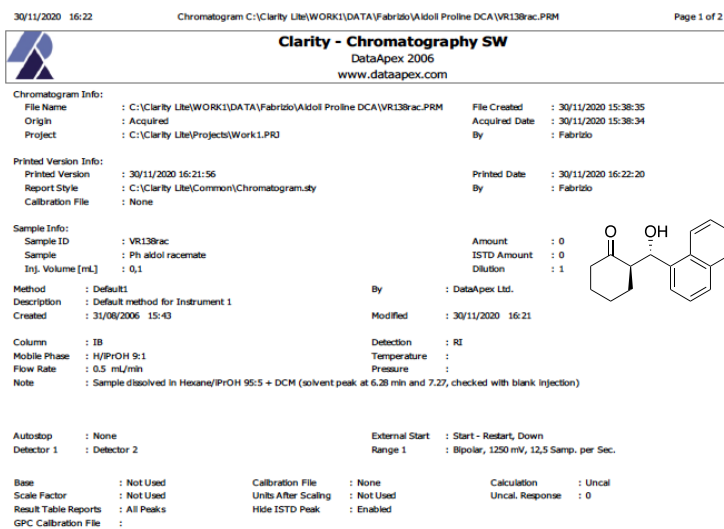 30/11/2020 16:22 Chromatogram C:\Clarity Lite\WORK1\DATA\Fabrizio\Aldoli Proline DCA\VR138rac.PRM Page 1 of 2
Clarity - Chromatography SW
DataApex 2006
www.dataapex.com
Chromatogram Info:
File Name : C:\Clarity Lite\WORK1\DATA\Fabrizio\Aldoli Proline DCA\VR138rac.PRM File Created : 30/11/2020 15:38:35
Origin : Acquired Acquired Date : 30/11/2020 15:38:34
Project : C:\Clarity Lite\Projects\Work1.PRJ By : Fabrizio
Printed Version Info:
Printed Version : 30/11/2020 16:21:56 Printed Date : 30/11/2020 16:22:20
Report Style : C:\Clarity Lite\Common\Chromatogram.sty By : Fabrizio
Calibration File : None
Sample Info:
Sample ID : VR138rac Amount : 0
Sample : Ph aldol racemate ISTD Amount : 0
Inj. Volume [mL] : 0,1 Dilution : 1
O OH
Method : Default1 By : DataApex Ltd.
Description : Default method for Instrument 1
Created : 31/08/2006 15:43 Modified : 30/11/2020 16:21
Column : IB Detection : RI
Mobile Phase : H/iPrOH 9:1 Temperature :
Flow Rate : 0.5 mL/min Pressure :
Note : Sample dissolved in Hexane/iPrOH 95:5 + DCM (solvent peak at 6.28 min and 7.27, checked with blank injection)
Autostop : None External Start : Start - Restart, Down
Detector 1 : Detector 2 Range 1 : Bipolar, 1250 mV, 12,5 Samp. per Sec.
Base : Not Used Calibration File : None Calculation : Uncal
Scale Factor : Not Used Units After Scaling : Not Used Uncal. Response : 0
Result Table Reports : All Peaks Hide ISTD Peak : Enabled
GPC Calibration File :